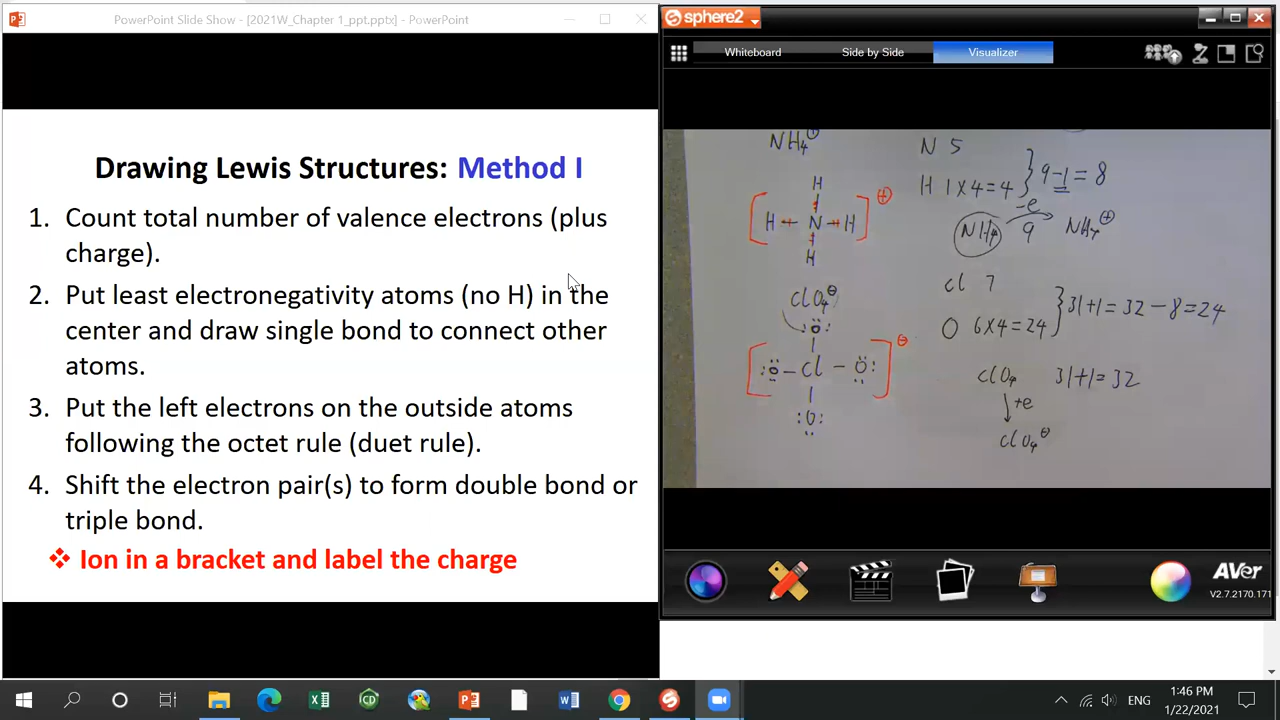 PowerPoint Slide Show - [2021W_Chapter 1_ppt.pptx] - PowerPoint
Drawing Lewis Structures: Method I
1. Count total number of valence electrons (plus
charge).
2. Put least electronegativity atoms (no H) in the
center and draw single bond to connect other
atoms.
3. Put the left electrons on the outside atoms
following the octet rule (duet rule).
4. Shift the electron pair(s) to form double bond or
triple bond.
❖ Ion in a bracket and label the charge
sphere2
Whiteboard Side by Side Visualizer
NH₄⊕
H
H N H ⊕
H
ClO₄⊖
:Ö:
:Ö – Cl – Ö: ⊖
:Ö:
N 5
H 1×4=4 } 9-1=8
-e
NH₄ 9 NH₄⊕
Cl 7
O 6×4=24 } 31+1=32-8=24
ClO₄ 31+1=32
↓+e
ClO₄⊖
AVer
V2.7.2170.171
ENG
1:46 PM
1/22/2021